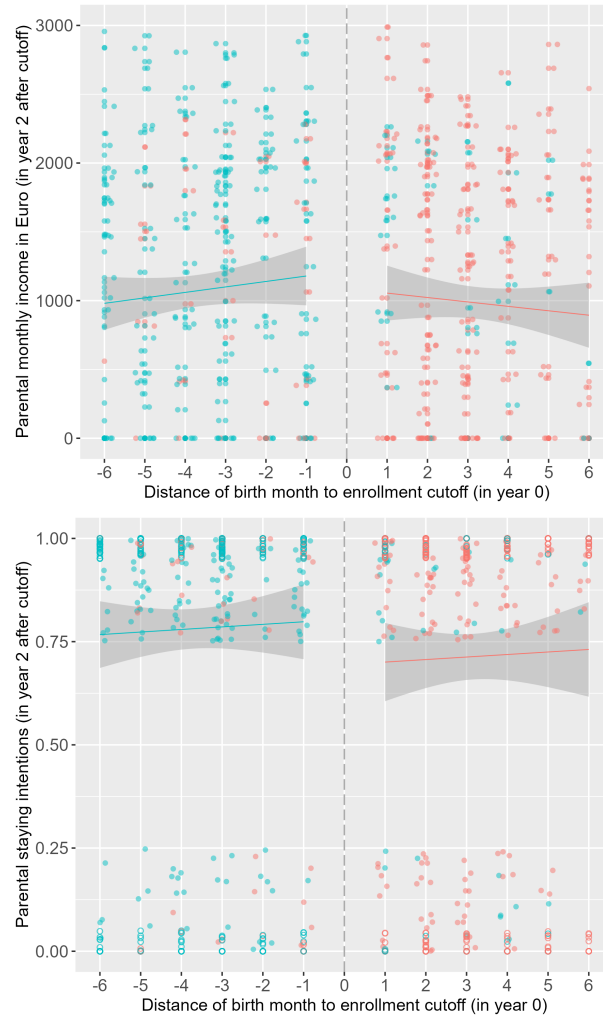 Parental monthly income in Euro (in year 2 after cutoff)
3000
2000
1000
0
-6 -5 -4 -3 -2 -1 0 1 2 3 4 5 6
Distance of birth month to enrollment cutoff (in year 0)
Parental staying intentions (in year 2 after cutoff)
1.00
0.75
0.50
0.25
0.00
-6 -5 -4 -3 -2 -1 0 1 2 3 4 5 6
Distance of birth month to enrollment cutoff (in year 0)